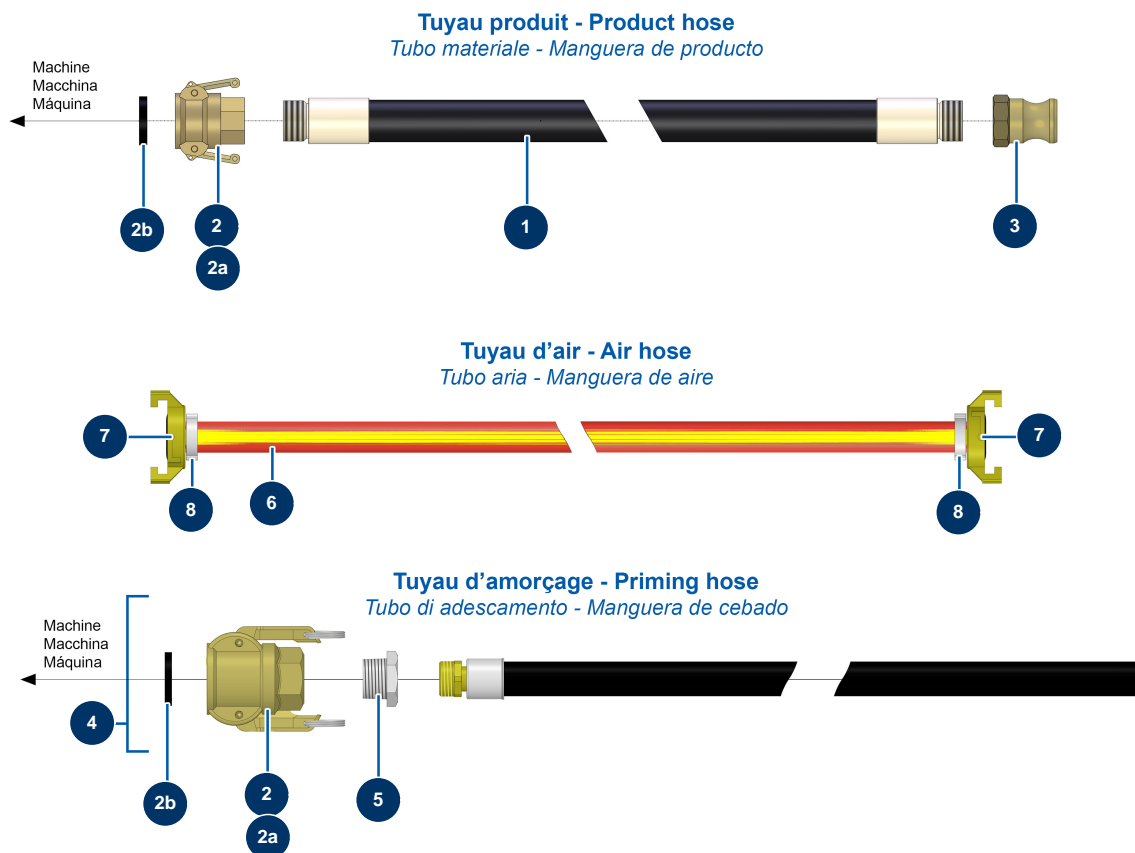 Tuyau produit - Product hose
Tubo materiale - Manguera de producto
Machine
Macchina
Máquina
2b
2
2a
1
3
Tuyau d'air - Air hose
Tubo aria - Manguera de aire
7
7
8
6
8
Tuyau d'amorçage - Priming hose
Tubo di adescamento - Manguera de cebado
Machine
Macchina
Máquina
4
2b
2
2a
5